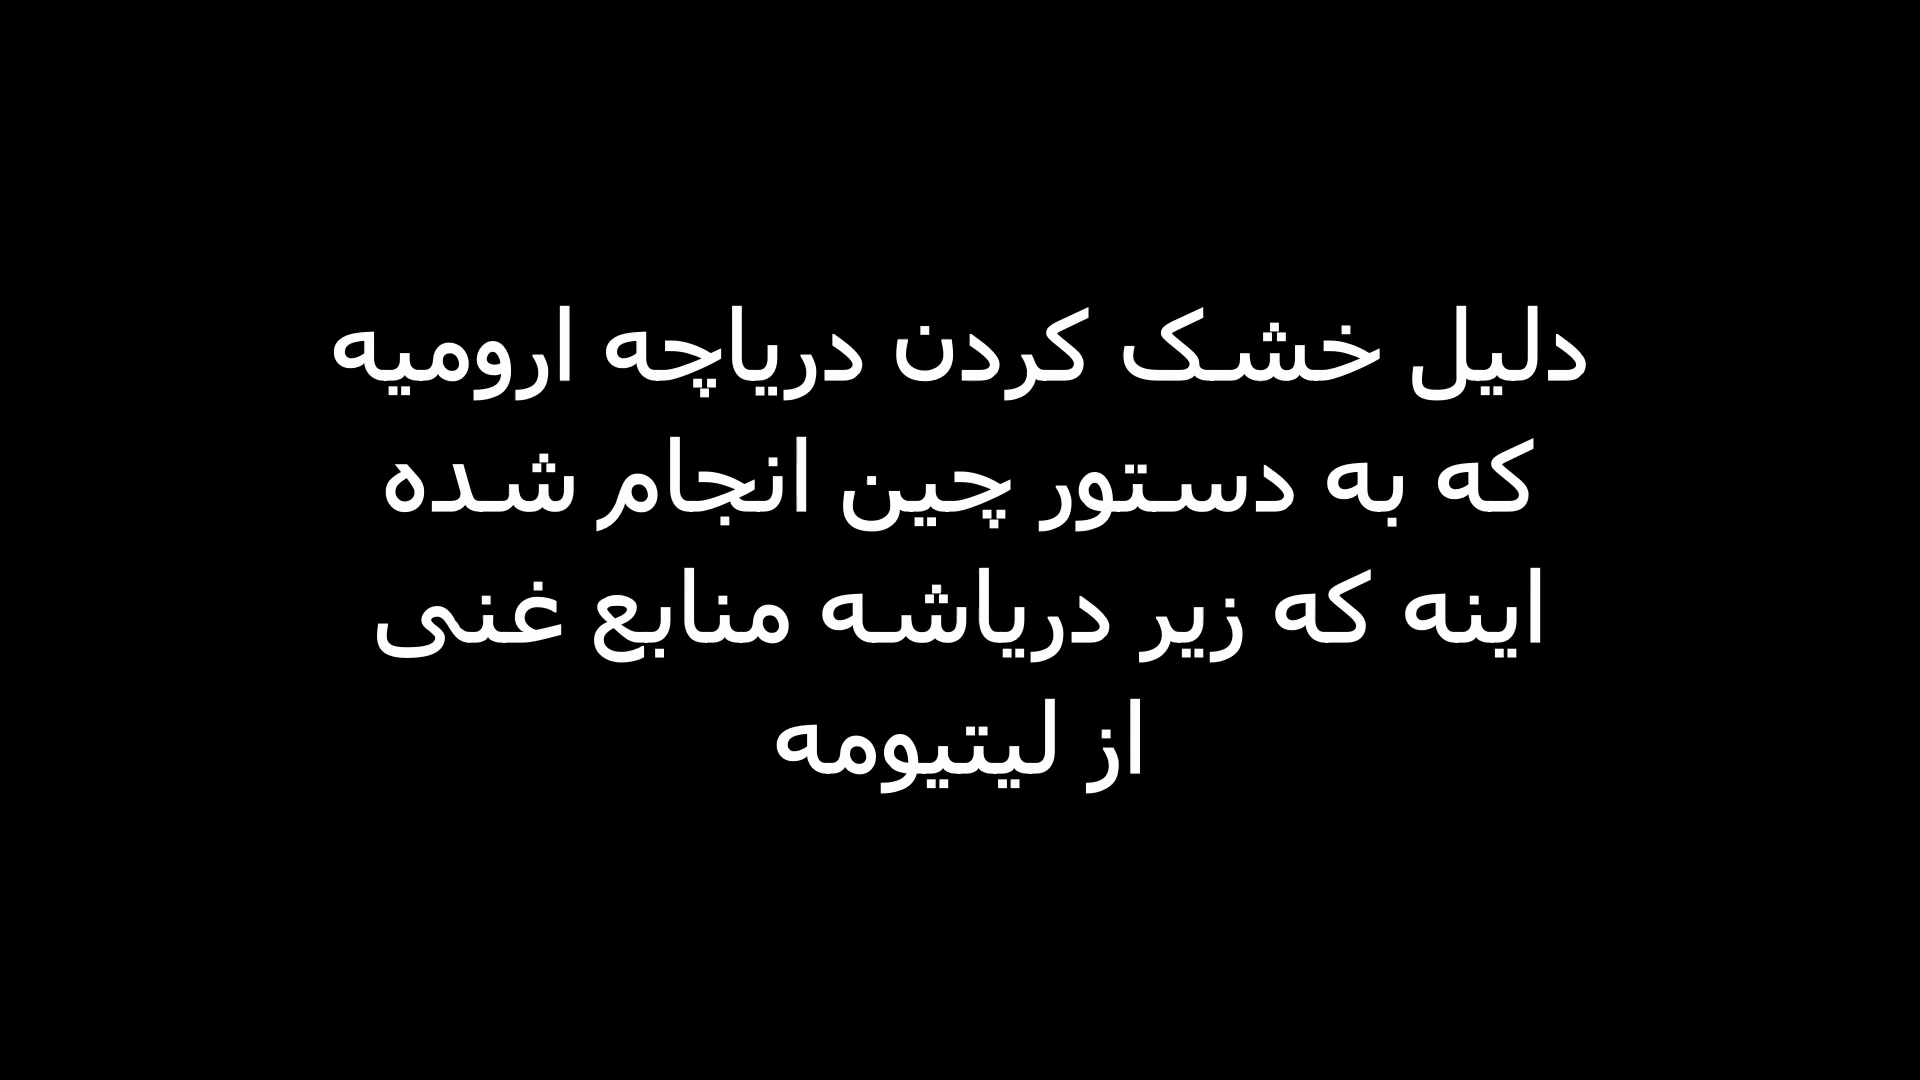 دلیل خشک کردن دریاچه ارومیه
که به دستور چین انجام شده
اینه که زیر دریاشه منابع غنی
از لیتیومه